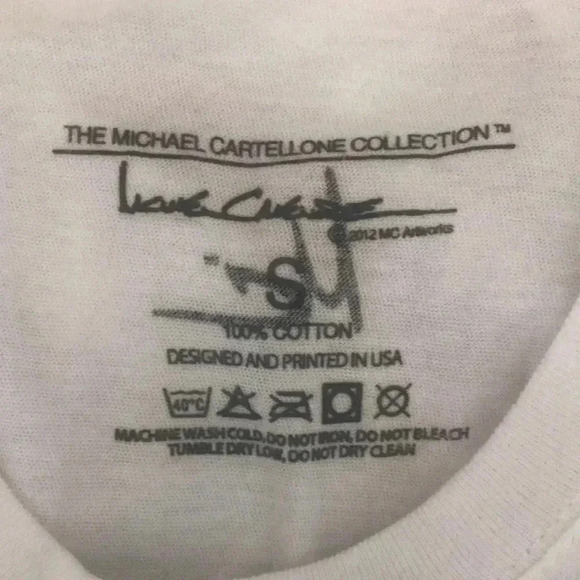 THE MICHAEL CARTELLONE COLLECTION™
© 2012 MC Artworks
S
100% COTTON
DESIGNED AND PRINTED IN USA
40°C
MACHINE WASH COLD, DO NOT IRON, DO NOT BLEACH
TUMBLE DRY LOW, DO NOT DRY CLEAN